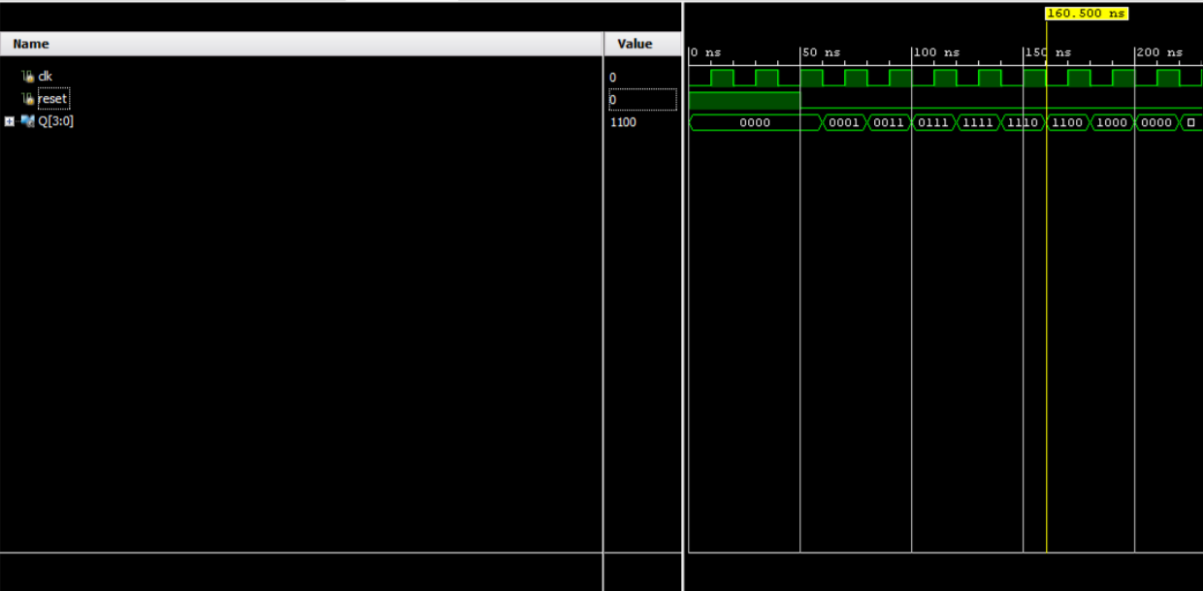 160.500 ns
Name Value
0 ns 50 ns 100 ns 150 ns 200 ns
clk 0
reset 0
Q[3:0] 1100 0000 0001 0011 0111 1111 1110 1100 1000 0000